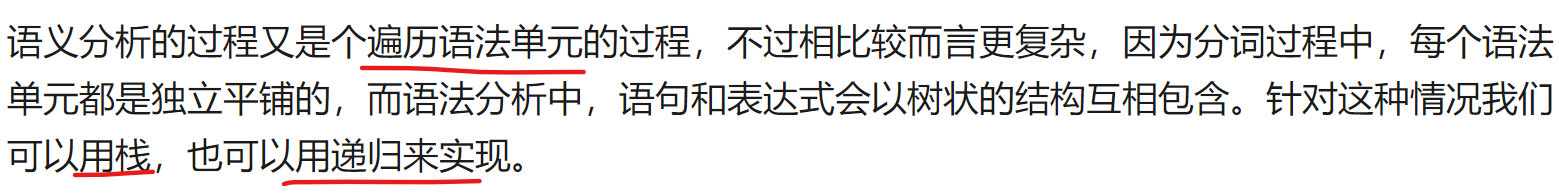 语义分析的过程又是个遍历语法单元的过程，不过相比较而言更复杂，因为分词过程中，每个语法
单元都是独立平铺的，而语法分析中，语句和表达式会以树状的结构互相包含。针对这种情况我们
可以用栈，也可以用递归来实现。